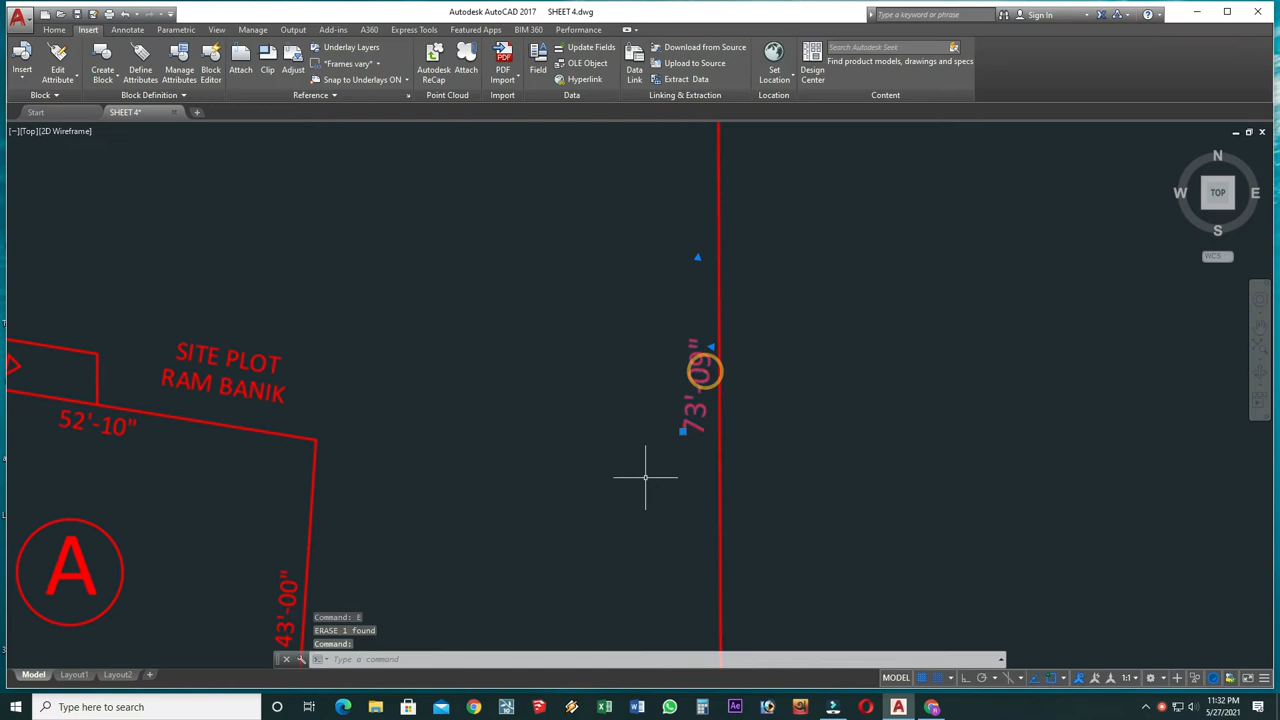 Autodesk AutoCAD 2017 SHEET 4.dwg
Type a keyword or phrase
Sign In
Home Insert Annotate Parametric View Manage Output Add-ins A360 Express Tools Featured Apps BIM 360 Performance
Insert
Edit Attribute
Create Block
Define Attributes
Manage Attributes
Block Editor
Attach
Clip
Adjust
Underlay Layers
*Frames vary*
Snap to Underlays ON
Autodesk ReCap
Attach
PDF
PDF Import
Field
Update Fields
OLE Object
Hyperlink
Data Link
Download from Source
Upload to Source
Extract Data
Set Location
Design Center
Search Autodesk Seek
Find product models, drawings and specs
Block
Block Definition
Reference
Point Cloud
Import
Data
Linking & Extraction
Location
Content
Start
SHEET 4*
[−][Top][2D Wireframe]
N
W TOP E
S
WCS
73'-09"
SITE PLOT
RAM BANIK
52'-10"
A
43'-00"
Command: E
ERASE 1 found
Command:
Type a command
Model Layout1 Layout2
MODEL
1:1
Type here to search
11:32 PM
5/27/2021